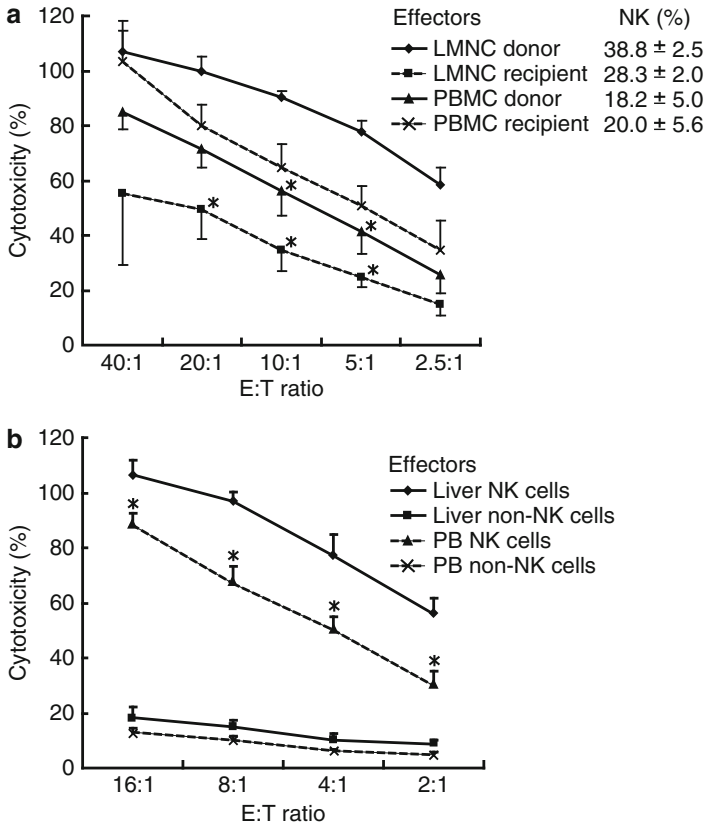 a
120
100
80
60
40
20
0
Cytotoxicity (%)
Effectors NK (%)
LMNC donor 38.8 ± 2.5
LMNC recipient 28.3 ± 2.0
PBMC donor 18.2 ± 5.0
PBMC recipient 20.0 ± 5.6
*
*
*
*
*
40:1 20:1 10:1 5:1 2.5:1
E:T ratio
b
120
100
80
60
40
20
0
Cytotoxicity (%)
Effectors
Liver NK cells
Liver non-NK cells
PB NK cells
PB non-NK cells
*
*
*
*
16:1 8:1 4:1 2:1
E:T ratio